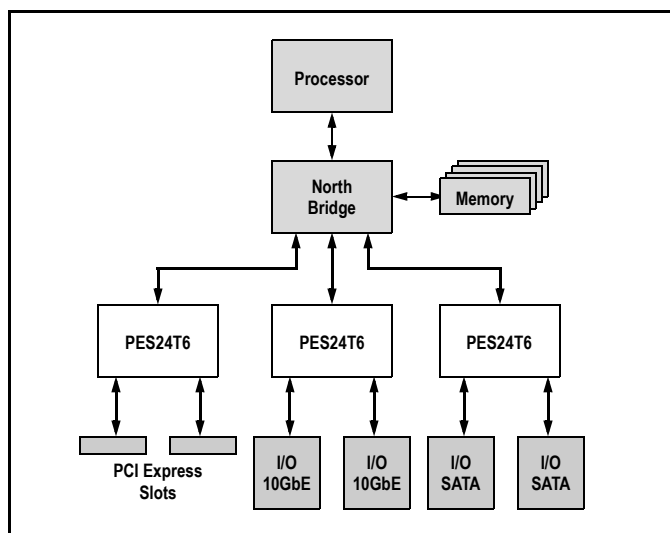 Processor
North
Bridge
Memory
PES24T6
PES24T6
PES24T6
PCI Express
Slots
I/O
10GbE
I/O
10GbE
I/O
SATA
I/O
SATA